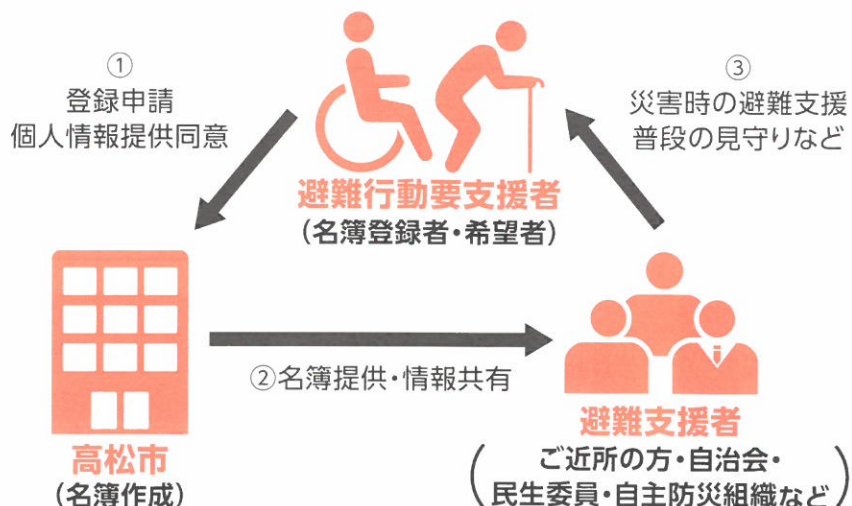 ①
登録申請
個人情報提供同意
③
災害時の避難支援
普段の見守りなど
避難行動要支援者
(名簿登録者・希望者)
②名簿提供・情報共有
高松市
(名簿作成)
避難支援者
(ご近所の方・自治会・
民生委員・自主防災組織など)